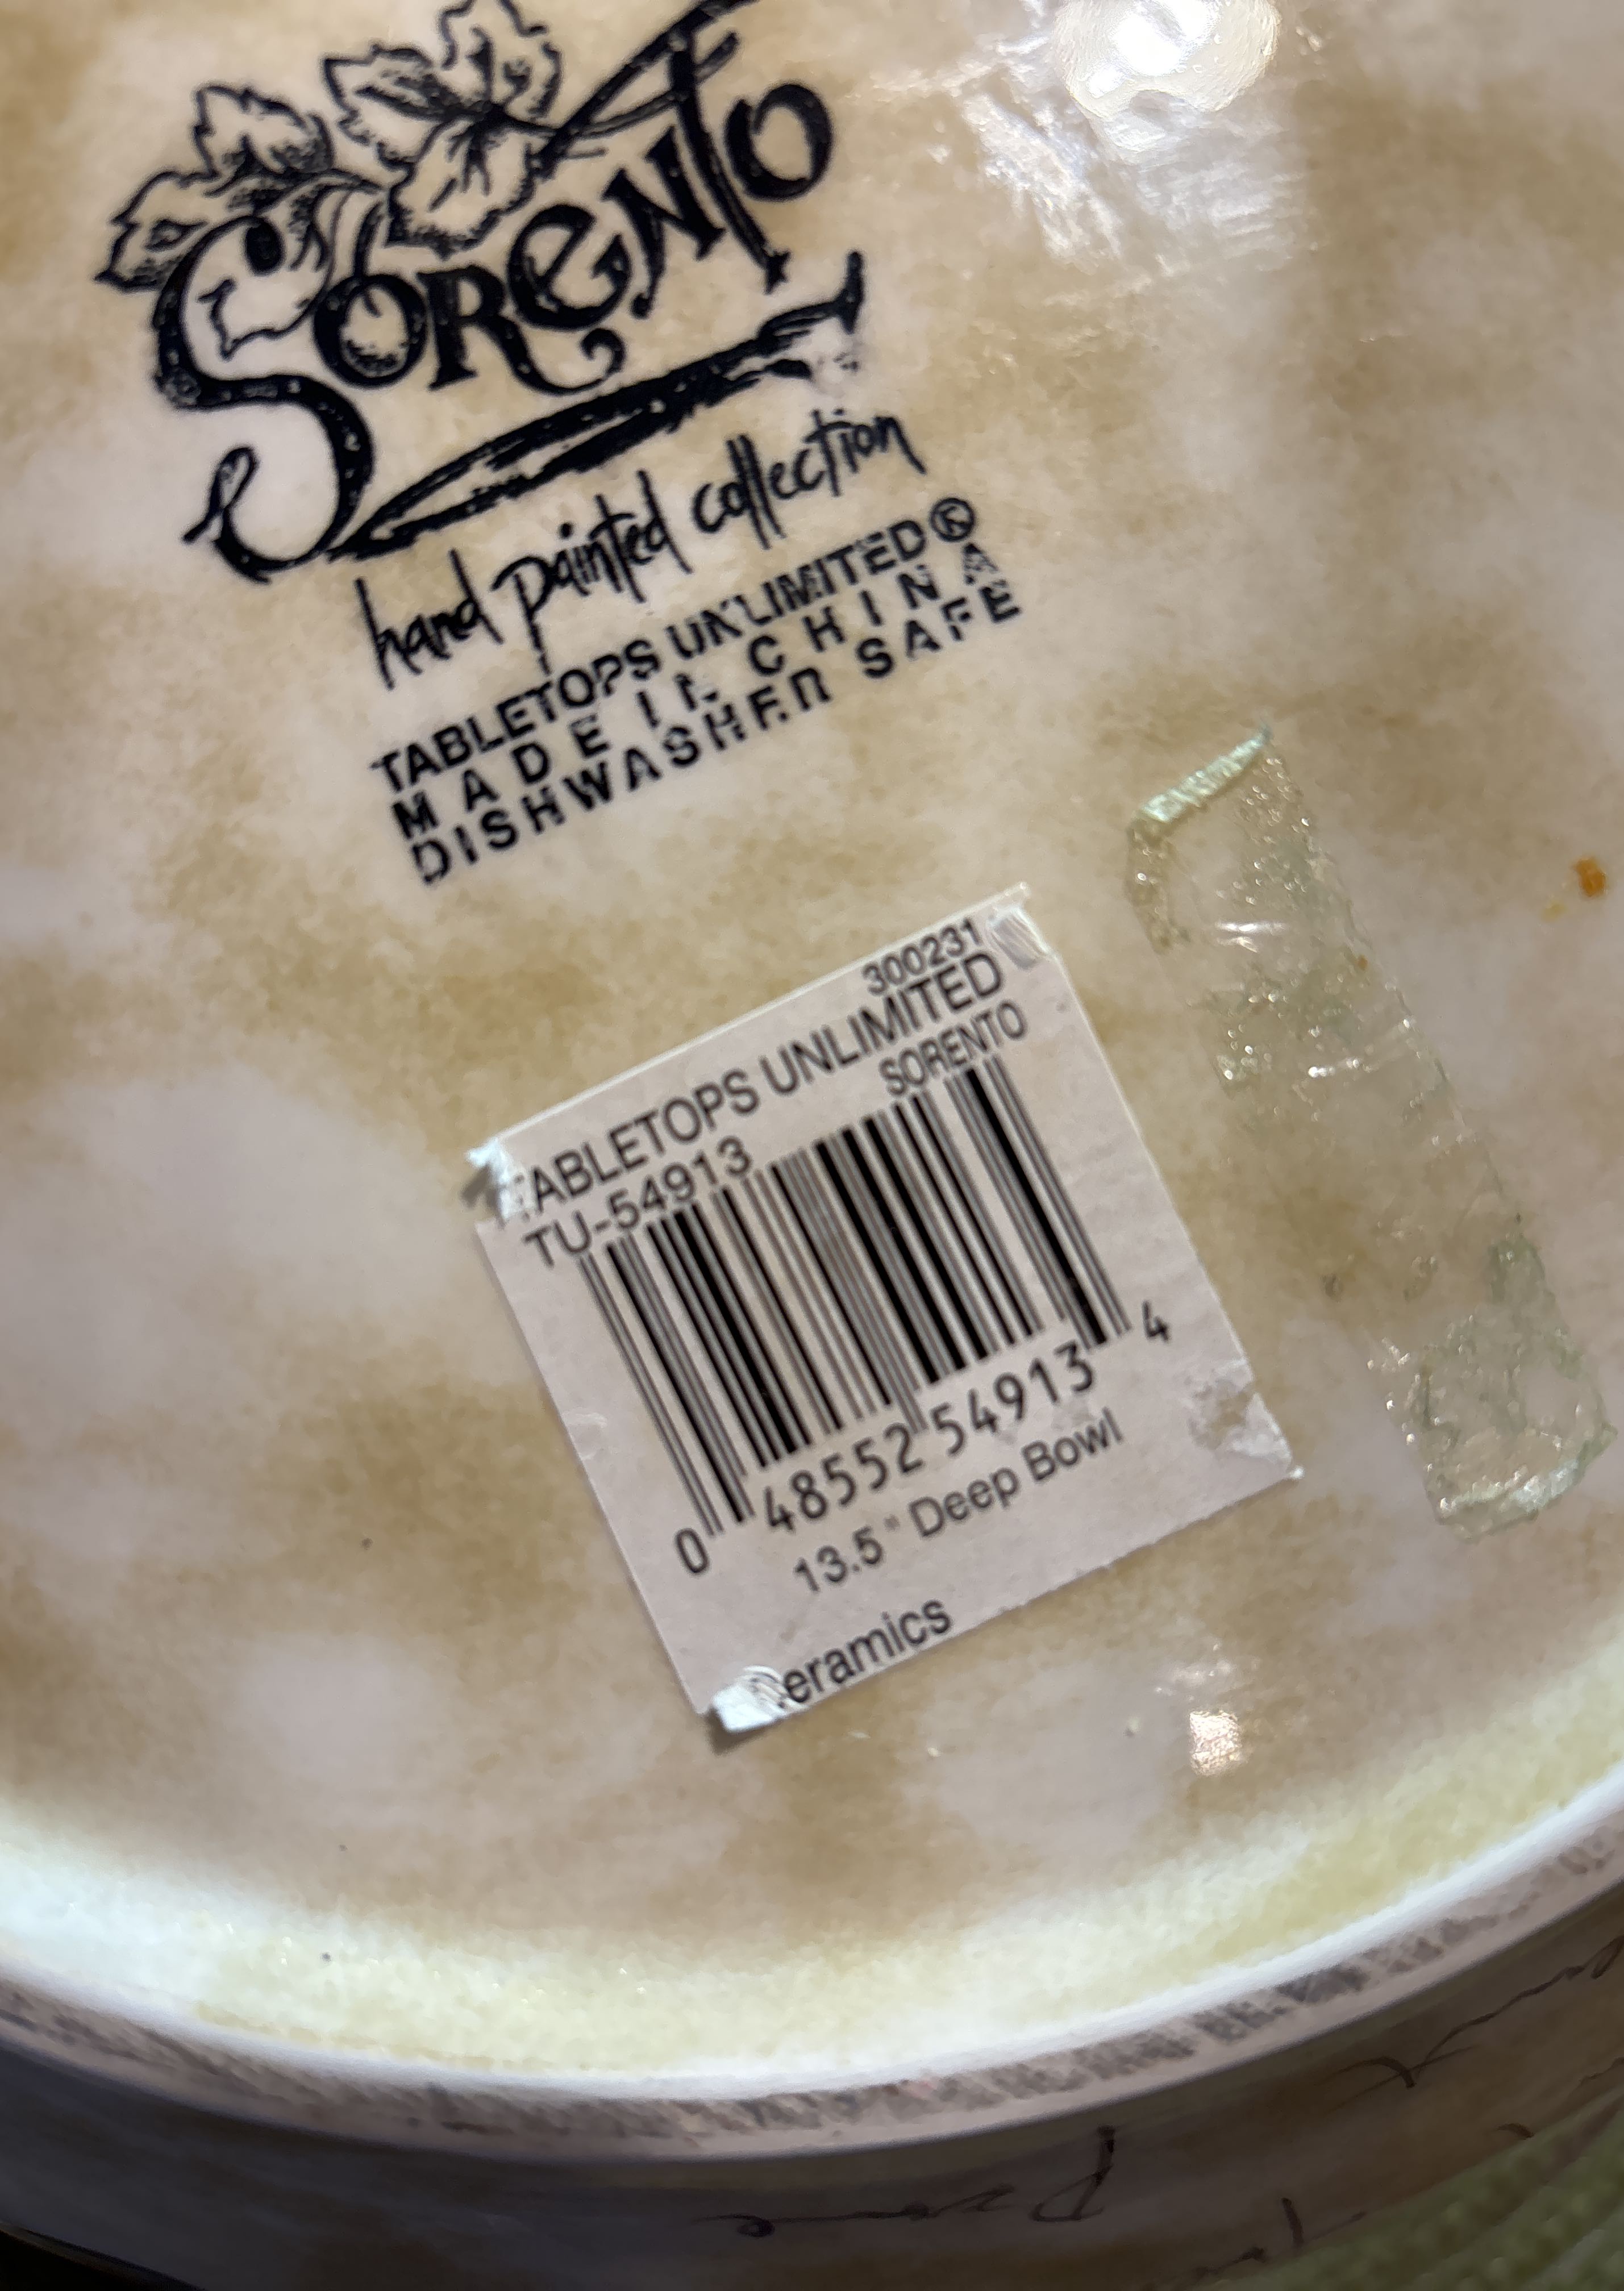 SORENTO
hand painted collection
TABLETOPS UNLIMITED®
MADE IN CHINA
DISHWASHER SAFE
300231
TABLETOPS UNLIMITED
TU-54913 SORENTO
0 48552 54913 4
13.5" Deep Bowl
Ceramics